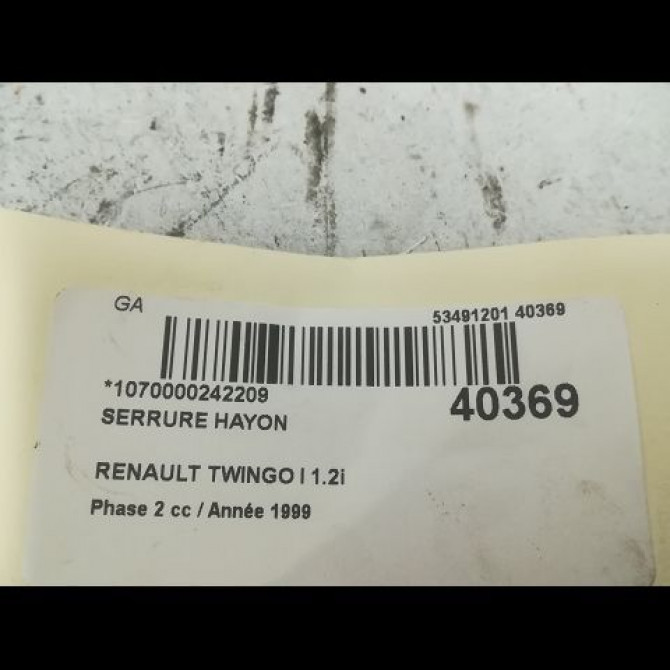 GA
53491201 40369
*1070000242209
40369
SERRURE HAYON
RENAULT TWINGO I 1.2i
Phase 2 cc / Année 1999